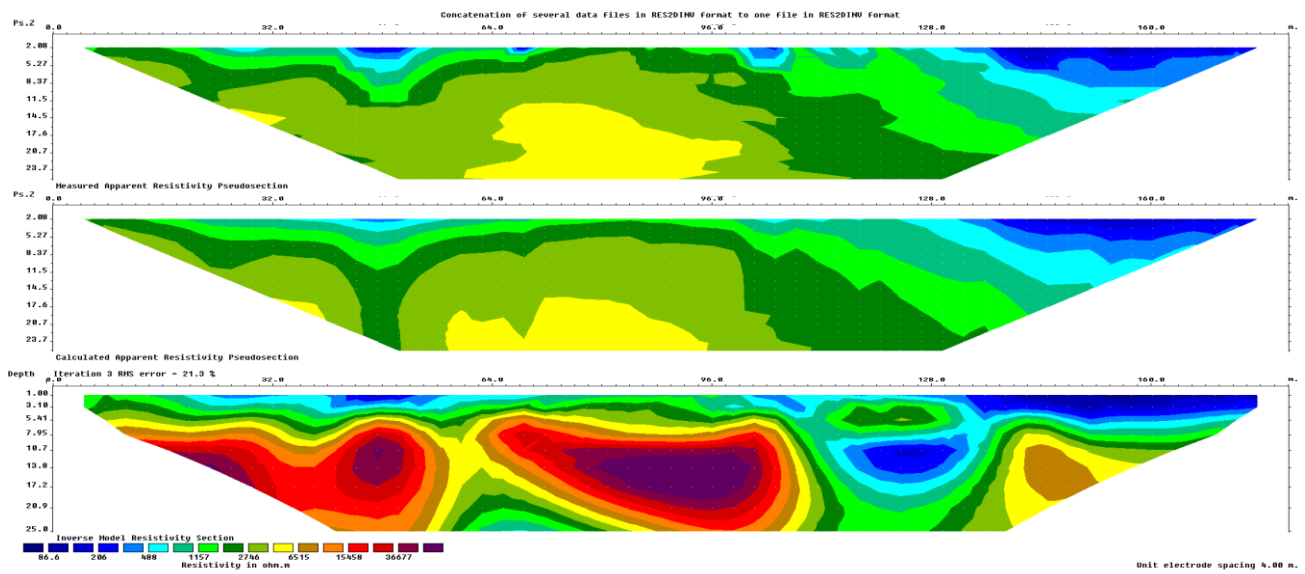 Concatenation of several data files in RES2DINV format to one file in RES2DINV format
Ps.Z 0.0 32.0 64.0 96.0 128.0 160.0 m.
2.08
5.27
8.37
11.5
14.5
17.6
20.7
23.7
Measured Apparent Resistivity Pseudosection
Ps.Z 0.0 32.0 64.0 96.0 128.0 160.0 m.
2.08
5.27
8.37
11.5
14.5
17.6
20.7
23.7
Calculated Apparent Resistivity Pseudosection
Depth Iteration 3 RMS error = 21.3 %
0.0 32.0 64.0 96.0 128.0 160.0 m.
1.00
3.10
5.41
7.95
10.7
13.8
17.2
20.9
25.0
Inverse Model Resistivity Section
86.6 206 488 1157 2746 6515 15458 36677
Resistivity in ohm.m
Unit electrode spacing 4.00 m.